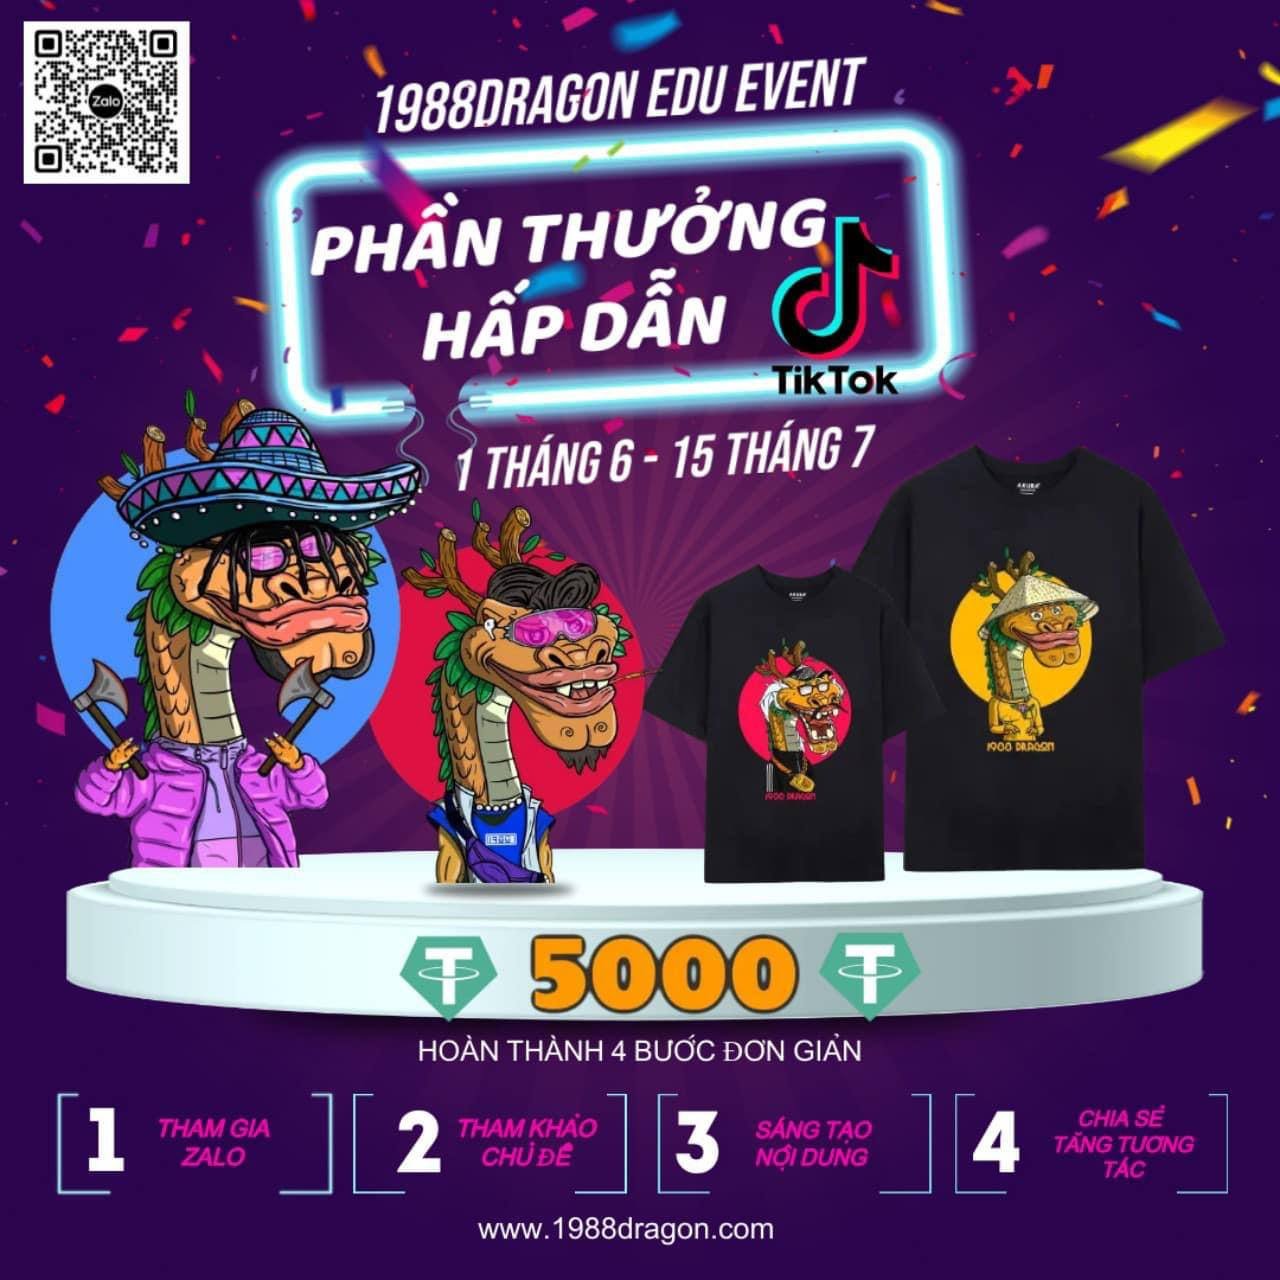 Zalo
1988DRAGON EDU EVENT
PHẦN THƯỞNG
HẤP DẪN
TikTok
1 THÁNG 6 - 15 THÁNG 7
1988 DRAGON
1988 DRAGON
5000
HOÀN THÀNH 4 BƯỚC ĐƠN GIẢN
1 THAM GIA
ZALO
2 THAM KHẢO
CHỦ ĐỀ
3 SÁNG TẠO
NỘI DUNG
4 CHIA SẺ
TĂNG TƯƠNG
TÁC
www.1988dragon.com